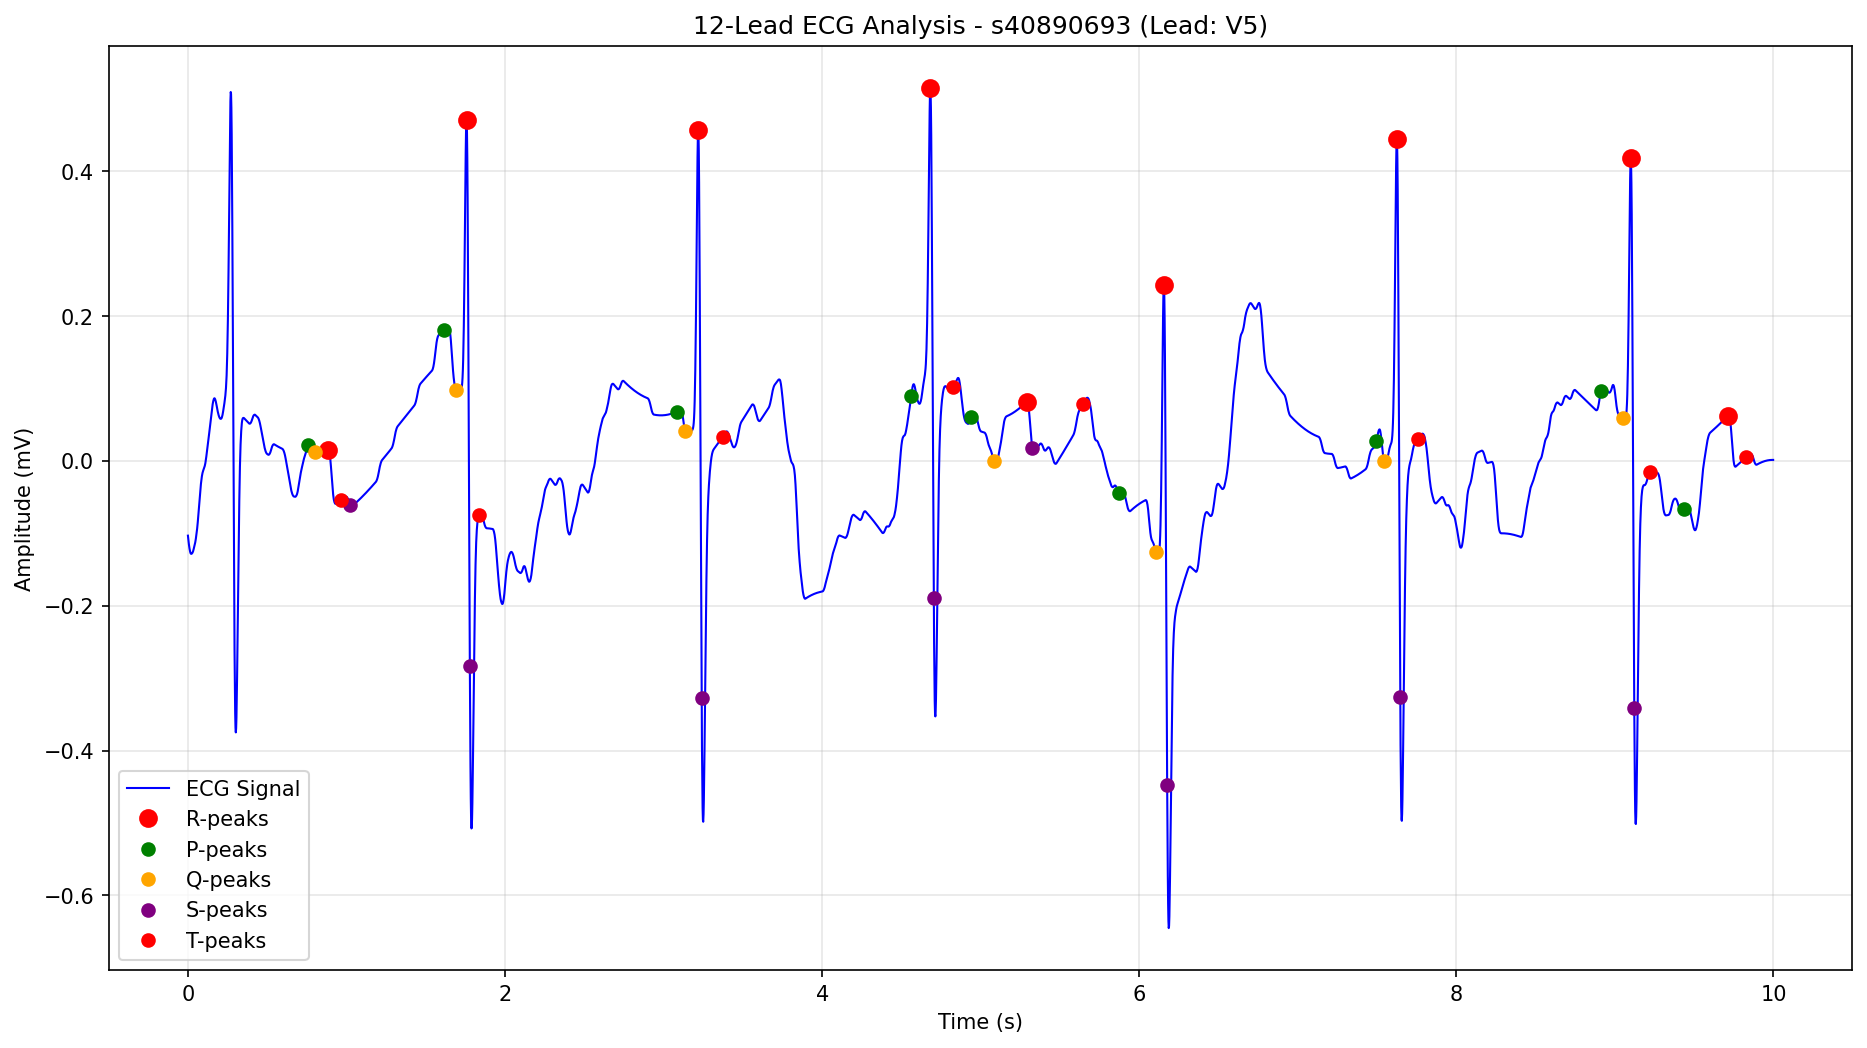 12-Lead ECG Analysis - s40890693 (Lead: V5)
Amplitude (mV)
0.4
0.2
0.0
−0.2
−0.4
−0.6
ECG Signal
R-peaks
P-peaks
Q-peaks
S-peaks
T-peaks
0 2 4 6 8 10
Time (s)